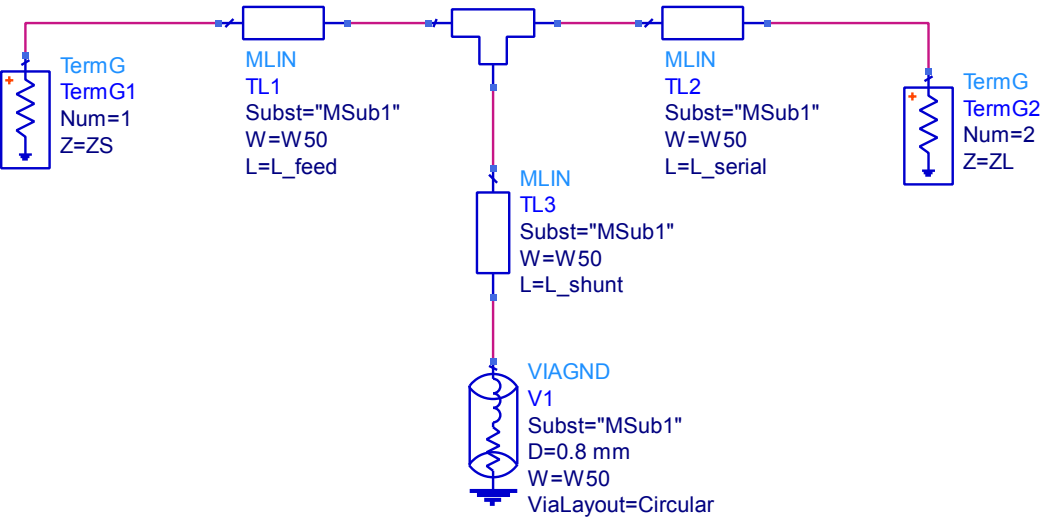 TermG
TermG1
Num=1
Z=ZS
MLIN
TL1
Subst="MSub1"
W=W50
L=L_feed
MLIN
TL2
Subst="MSub1"
W=W50
L=L_serial
TermG
TermG2
Num=2
Z=ZL
MLIN
TL3
Subst="MSub1"
W=W50
L=L_shunt
VIAGND
V1
Subst="MSub1"
D=0.8 mm
W=W50
ViaLayout=Circular